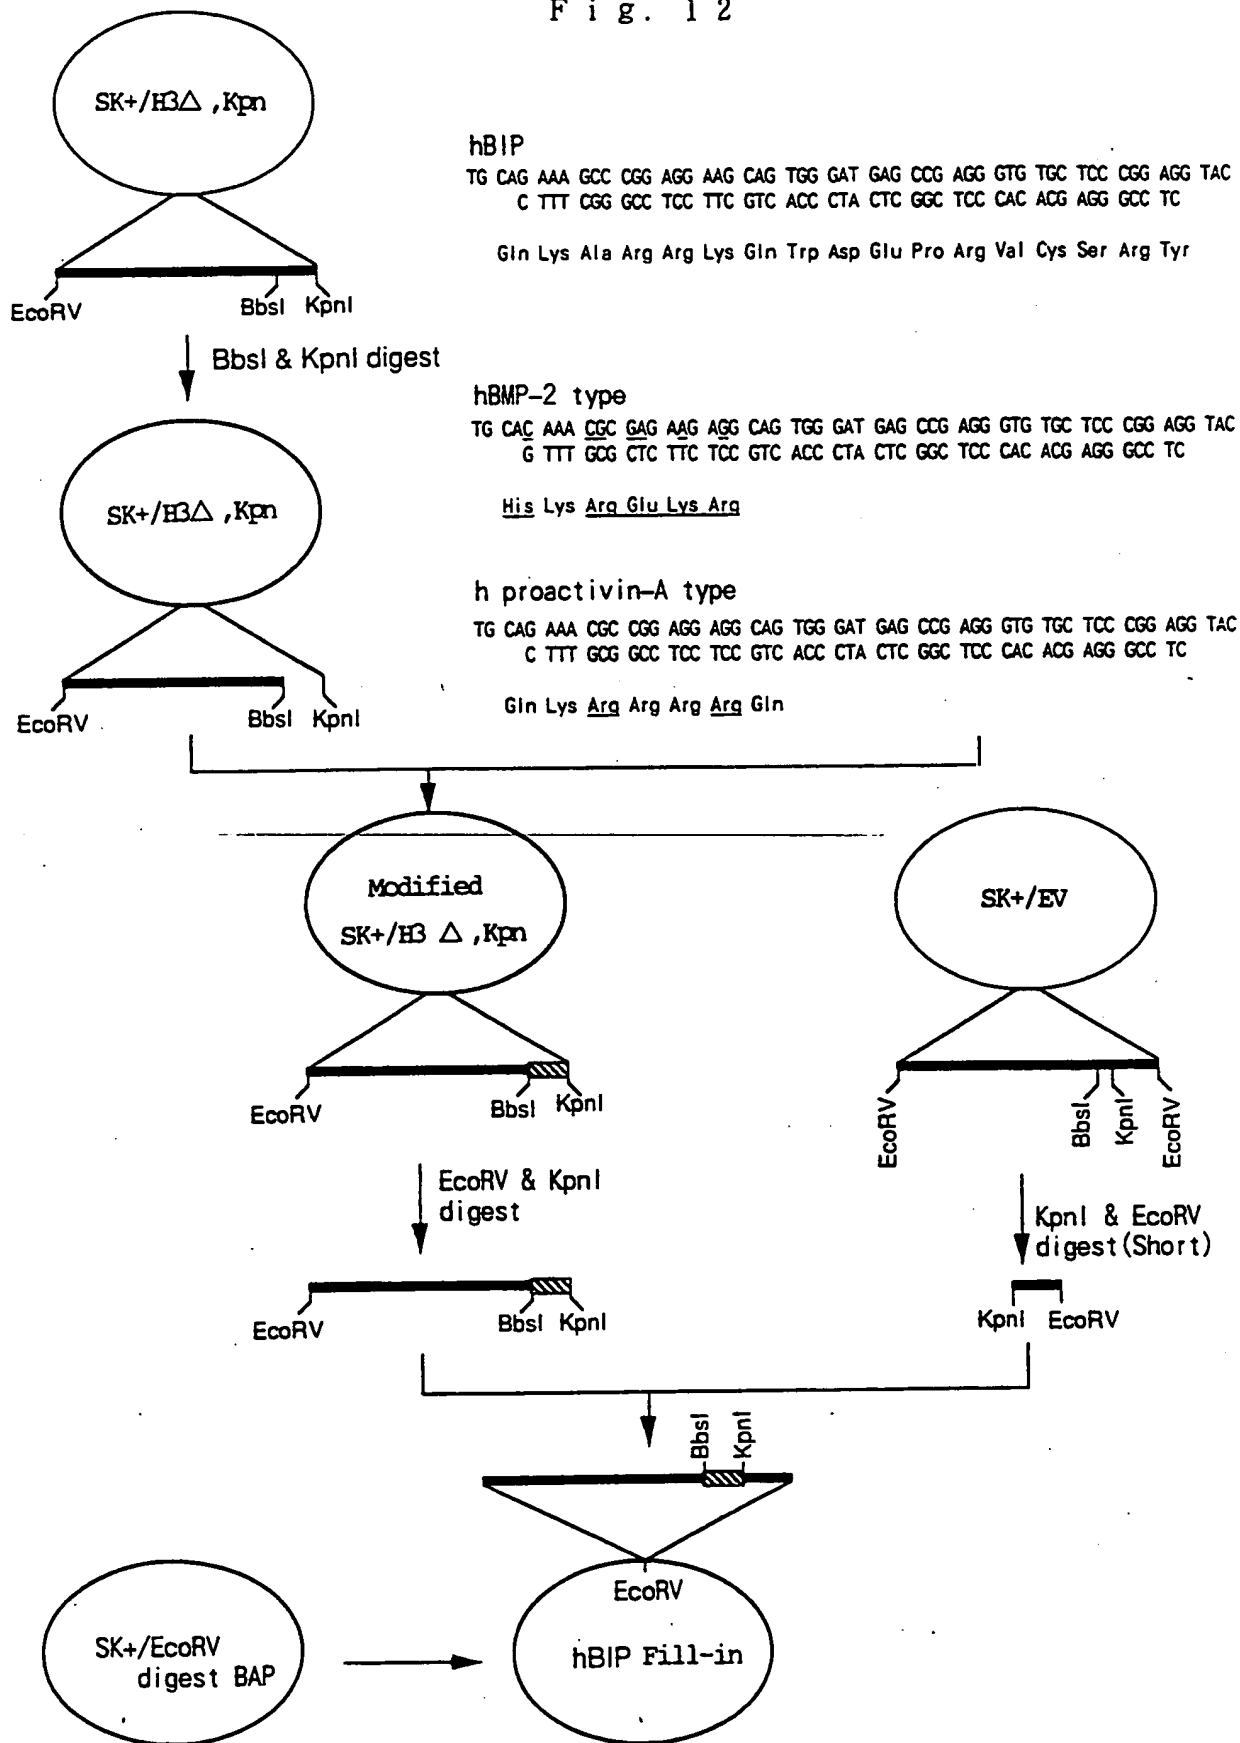 Fig. 12
SK+/H3△ ,Kpn
hBIP
TG CAG AAA GCC CGG AGG AAG CAG TGG GAT GAG CCG AGG GTG TGC TCC CGG AGG TAC
C TTT CGG GCC TCC TTC GTC ACC CTA CTC GGC TCC CAC ACG AGG GCC TC
Gln Lys Ala Arg Arg Lys Gln Trp Asp Glu Pro Arg Val Cys Ser Arg Tyr
EcoRV BbsI KpnI
BbsI & KpnI digest
hBMP-2 type
TG CAC AAA CGC GAG AAG AGG CAG TGG GAT GAG CCG AGG GTG TGC TCC CGG AGG TAC
G TTT GCG CTC TTC TCC GTC ACC CTA CTC GGC TCC CAC ACG AGG GCC TC
His Lys Arg Glu Lys Arg
SK+/H3△ ,Kpn
h proactivin-A type
TG CAG AAA CGC CGG AGG AGG CAG TGG GAT GAG CCG AGG GTG TGC TCC CGG AGG TAC
C TTT GCG GCC TCC TCC GTC ACC CTA CTC GGC TCC CAC ACG AGG GCC TC
Gln Lys Arg Arg Arg Arg Gln
EcoRV BbsI KpnI
Modified
SK+/H3 △ ,Kpn
SK+/EV
EcoRV BbsI KpnI
EcoRV BbsI KpnI EcoRV
EcoRV & KpnI
digest
KpnI & EcoRV
digest(Short)
EcoRV BbsI KpnI
KpnI EcoRV
BbsI KpnI
EcoRV
SK+/EcoRV
digest BAP
hBIP Fill-in